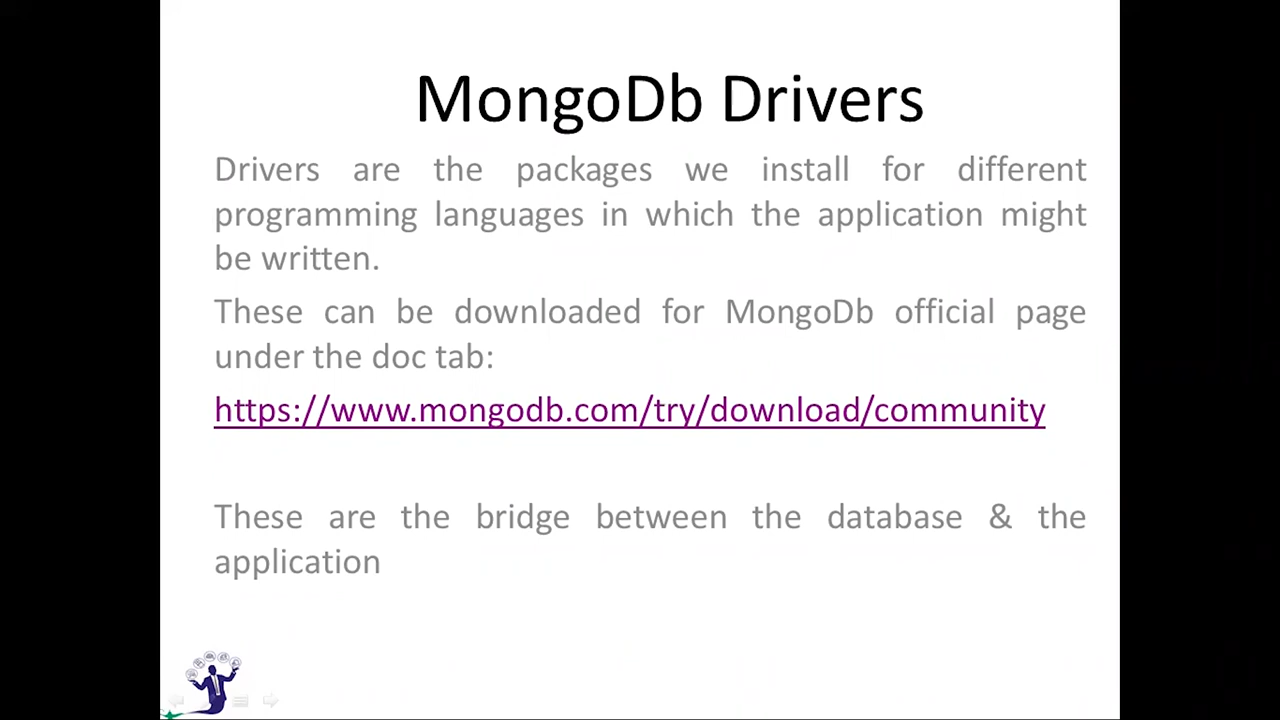 MongoDb Drivers
Drivers are the packages we install for different
programming languages in which the application might
be written.
These can be downloaded for MongoDb official page
under the doc tab:
https://www.mongodb.com/try/download/community
These are the bridge between the database & the
application